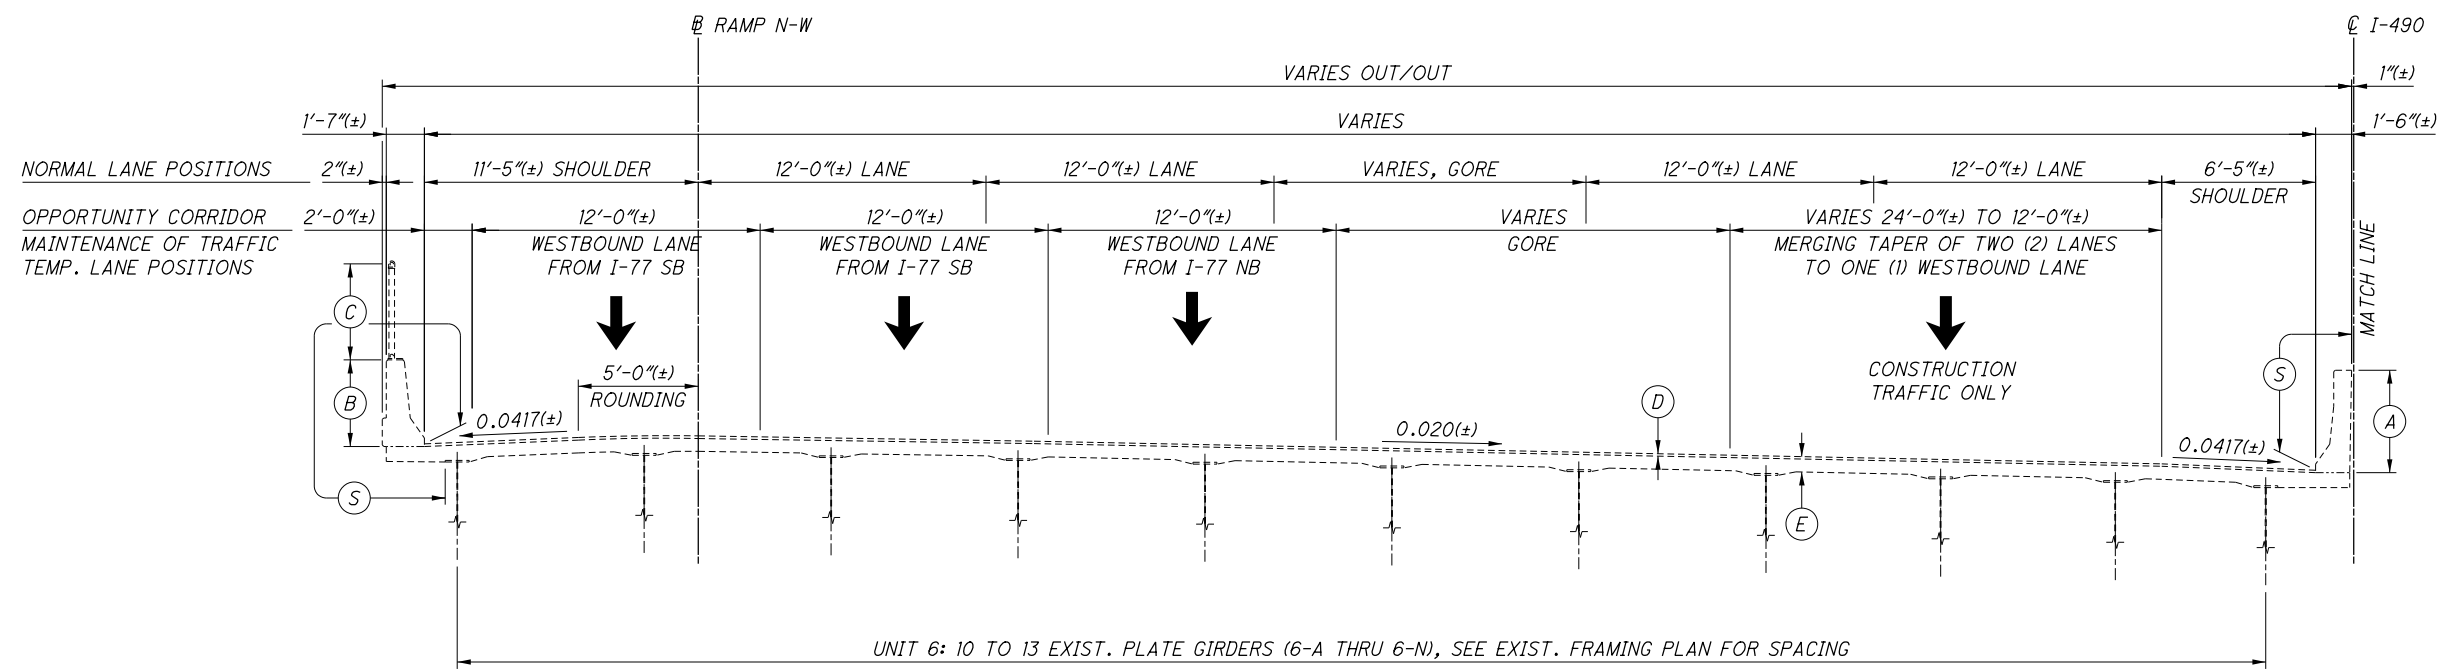 ℄ RAMP N-W
℄ I-490
VARIES OUT/OUT
1"(±)
1'-7"(±)
VARIES
1'-6"(±)
NORMAL LANE POSITIONS
2"(±)
11'-5"(±) SHOULDER
12'-0"(±) LANE
12'-0"(±) LANE
VARIES, GORE
12'-0"(±) LANE
12'-0"(±) LANE
6'-5"(±)
SHOULDER
OPPORTUNITY CORRIDOR
MAINTENANCE OF TRAFFIC
TEMP. LANE POSITIONS
2'-0"(±)
12'-0"(±)
WESTBOUND LANE
FROM I-77 SB
12'-0"(±)
WESTBOUND LANE
FROM I-77 SB
12'-0"(±)
WESTBOUND LANE
FROM I-77 NB
VARIES
GORE
VARIES 24'-0"(±) TO 12'-0"(±)
MERGING TAPER OF TWO (2) LANES
TO ONE (1) WESTBOUND LANE
MATCH LINE
C
B
5'-0"(±)
ROUNDING
CONSTRUCTION
TRAFFIC ONLY
S
D
A
0.0417(±)
0.020(±)
0.0417(±)
S
E
UNIT 6: 10 TO 13 EXIST. PLATE GIRDERS (6-A THRU 6-N), SEE EXIST. FRAMING PLAN FOR SPACING